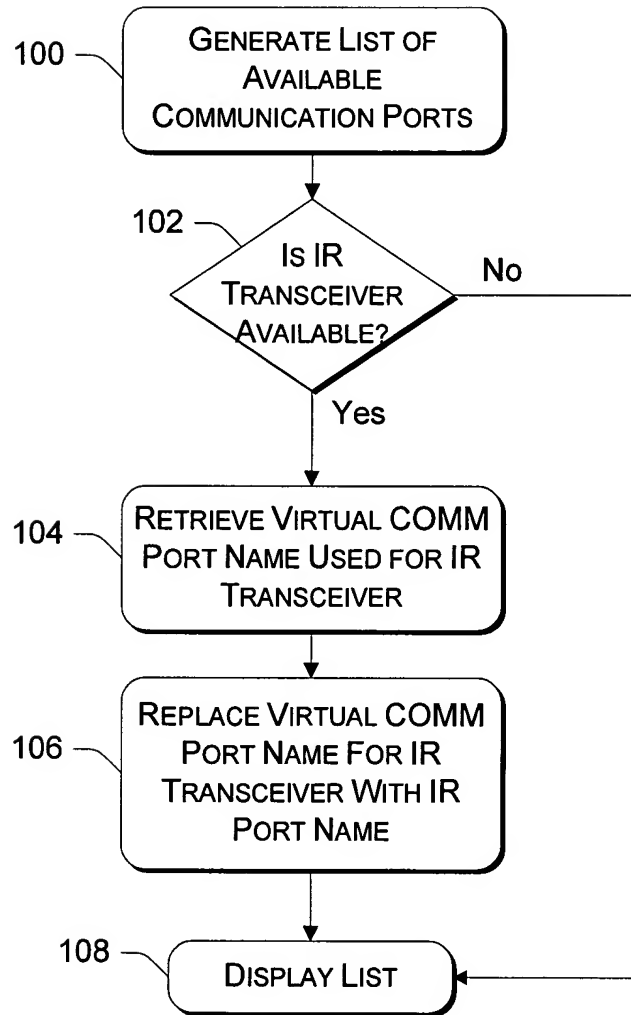 100
GENERATE LIST OF
AVAILABLE
COMMUNICATION PORTS
102
IS IR
TRANSCEIVER
AVAILABLE?
No
Yes
104
RETRIEVE VIRTUAL COMM
PORT NAME USED FOR IR
TRANSCEIVER
106
REPLACE VIRTUAL COMM
PORT NAME FOR IR
TRANSCEIVER WITH IR
PORT NAME
108
DISPLAY LIST